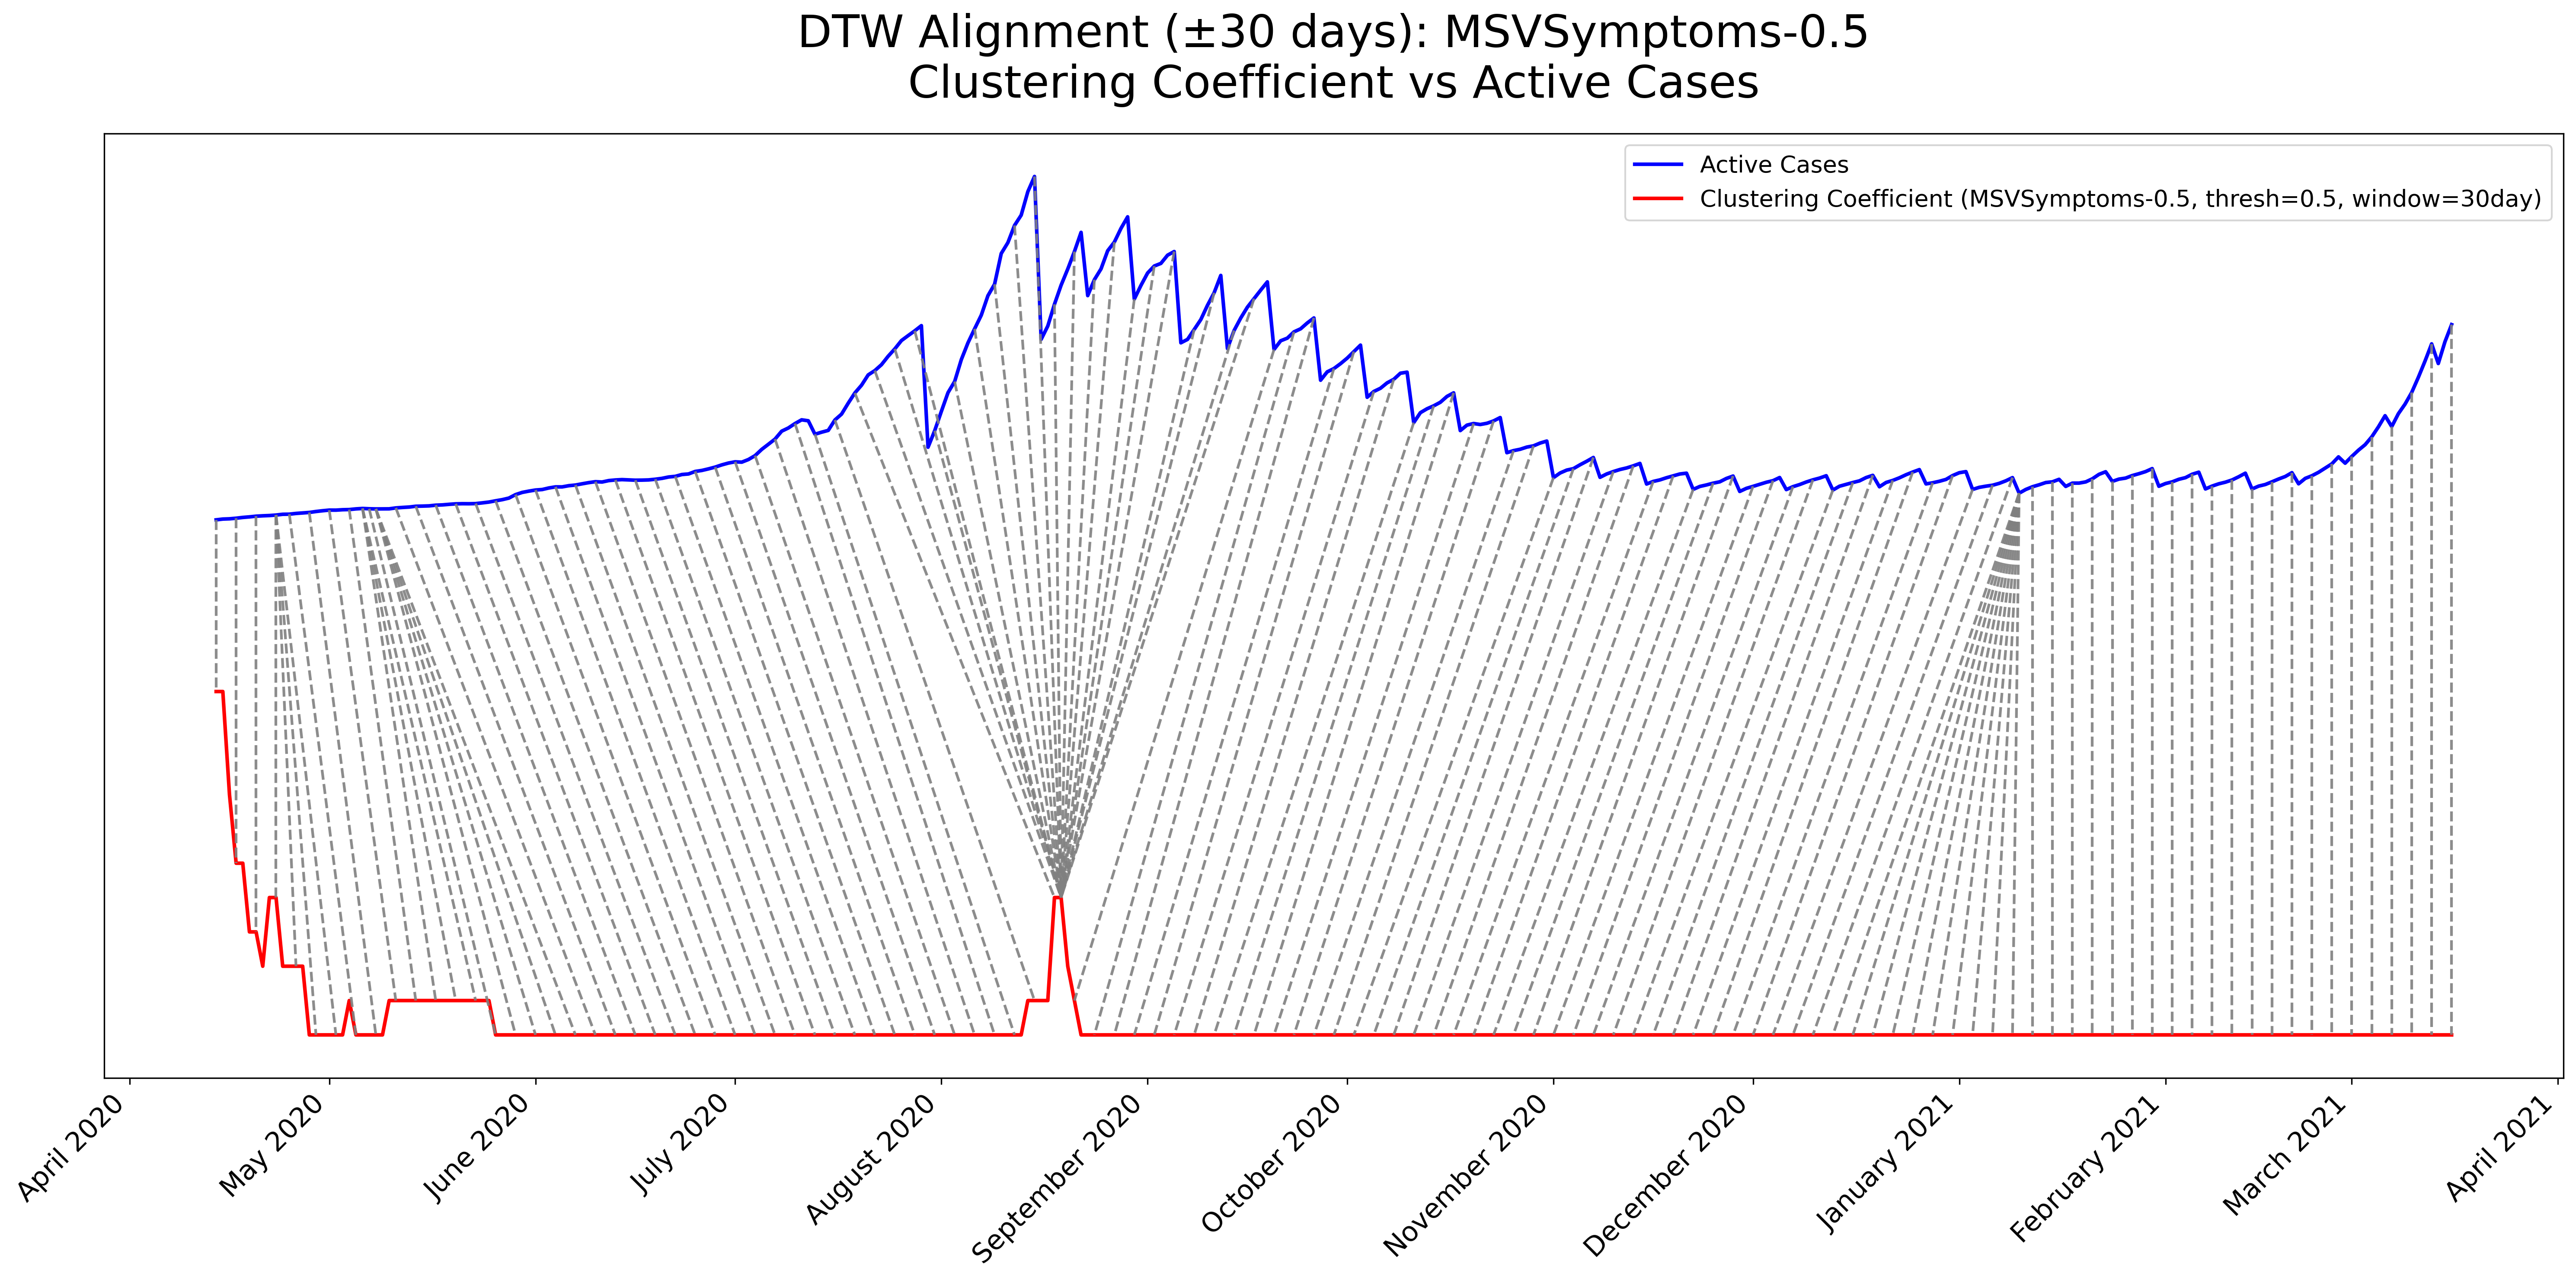 DTW Alignment (±30 days): MSVSymptoms-0.5
Clustering Coefficient vs Active Cases
Active Cases
Clustering Coefficient (MSVSymptoms-0.5, thresh=0.5, window=30day)
April 2020
May 2020
June 2020
July 2020
August 2020
September 2020
October 2020
November 2020
December 2020
January 2021
February 2021
March 2021
April 2021